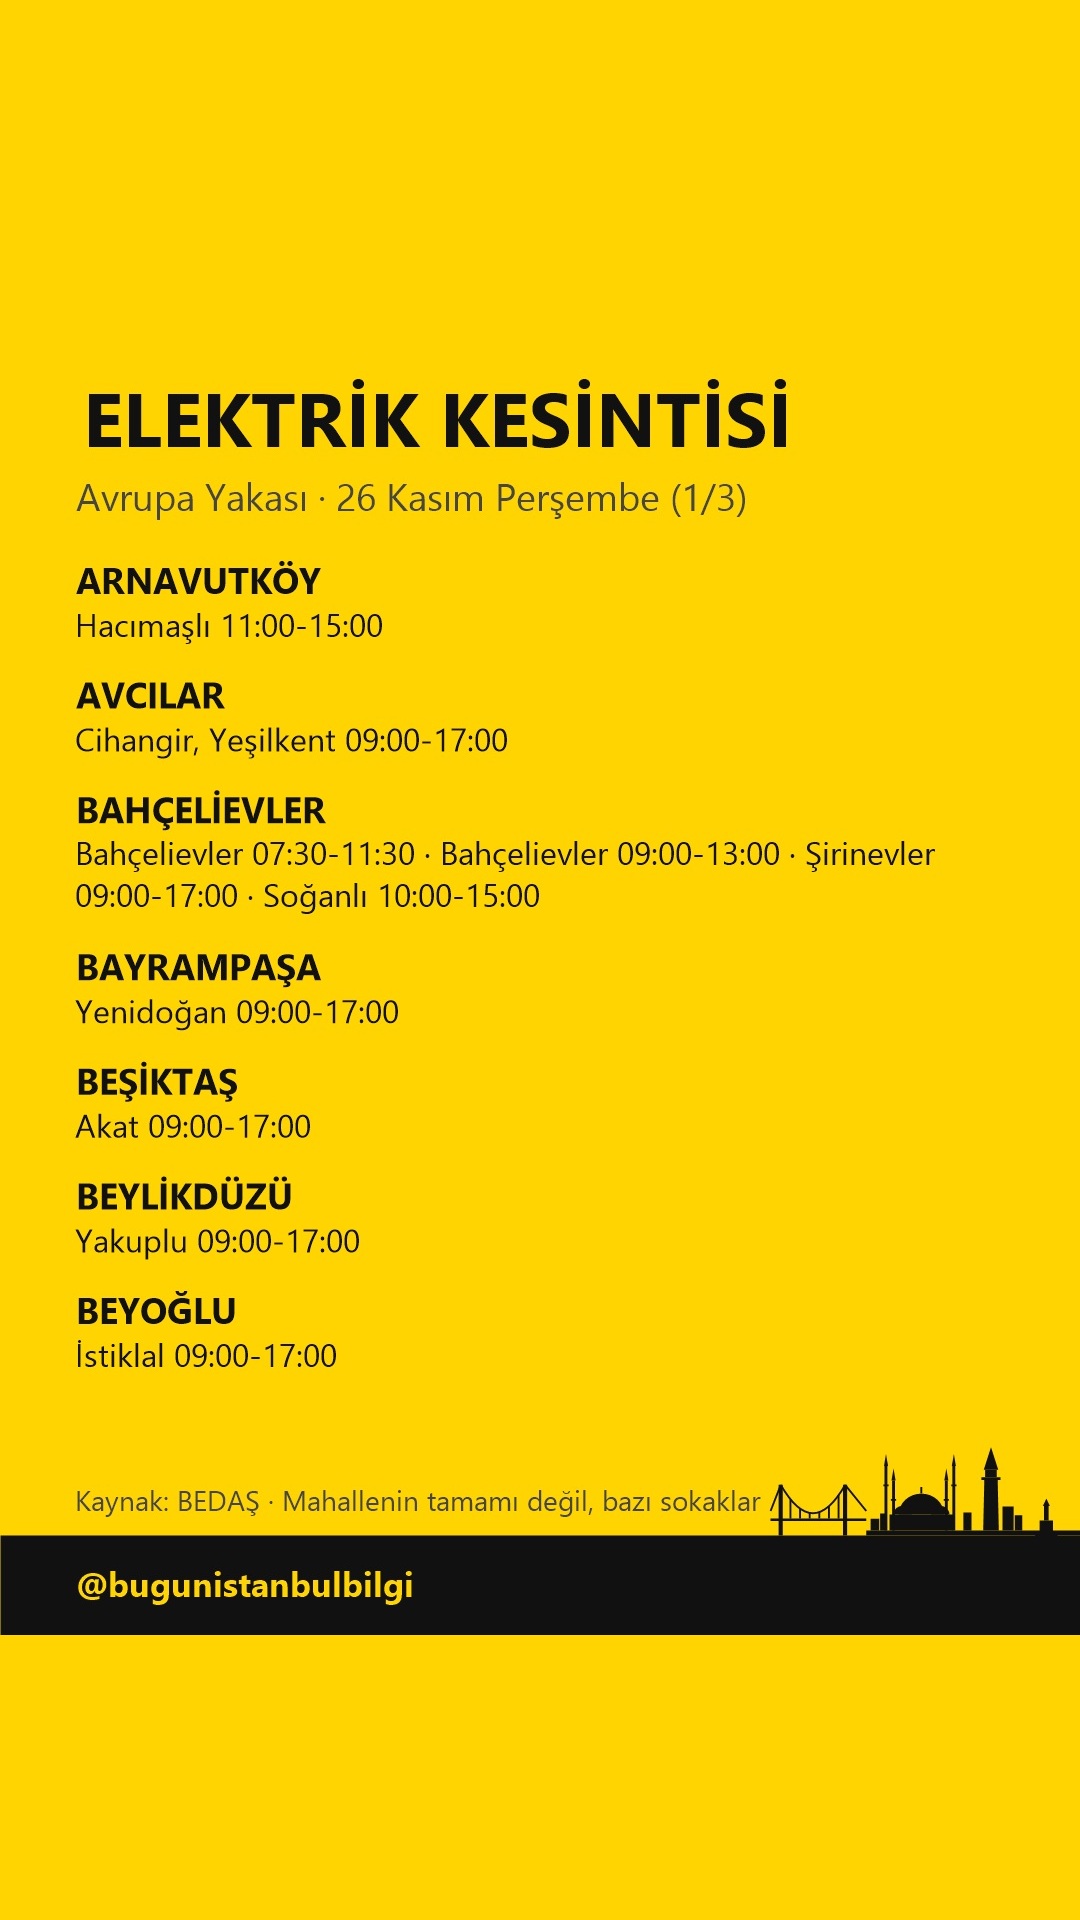 ELEKTRİK KESİNTİSİ
Avrupa Yakası · 26 Kasım Perşembe (1/3)
ARNAVUTKÖY
Hacımaşlı 11:00-15:00
AVCILAR
Cihangir, Yeşilkent 09:00-17:00
BAHÇELİEVLER
Bahçelievler 07:30-11:30 · Bahçelievler 09:00-13:00 · Şirinevler
09:00-17:00 · Soğanlı 10:00-15:00
BAYRAMPAŞA
Yenidoğan 09:00-17:00
BEŞİKTAŞ
Akat 09:00-17:00
BEYLİKDÜZÜ
Yakuplu 09:00-17:00
BEYOĞLU
İstiklal 09:00-17:00
Kaynak: BEDAŞ · Mahallenin tamamı değil, bazı sokaklar
@bugunistanbulbilgi